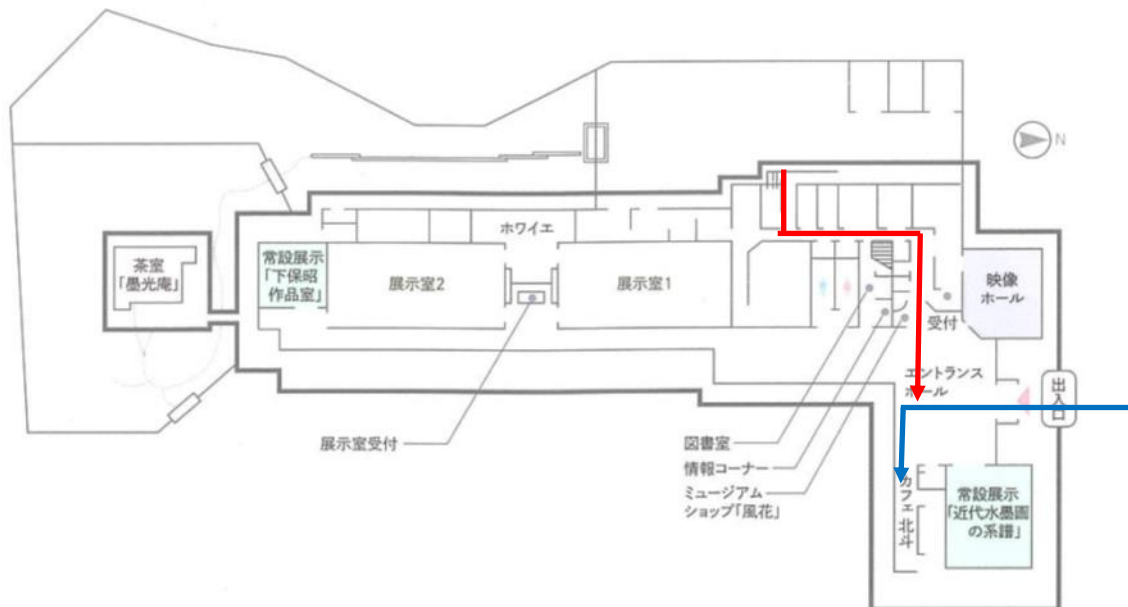 N
ホワイエ
茶室
「墨光庵」
常設展示
「下保昭
作品室」
展示室2
展示室1
映像
ホール
受付
エントランス
ホール
出入口
展示室受付
図書室
情報コーナー
ミュージアム
ショップ「風花」
カフェ 北斗
常設展示
「近代水墨画
の系譜」